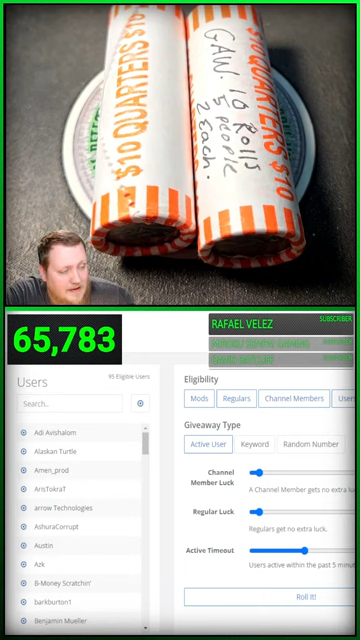 $10 QUARTERS $10
$10 QUARTERS $10
GAW. 10 Rolls
5 people
2 Each.
65,783
RAFAEL VELEZ
SUBSCRIBER
Users
95 Eligible Users
Search...
Adi Avishalom
Alaskan Turtle
Amen_prod
ArisTokraT
arrow Technologies
AshuraCorrupt
Austin
Azk
B-Money Scratchin'
barkburton1
Benjamin Mueller
Eligibility
Mods
Regulars
Channel Members
Users
Giveaway Type
Active User
Keyword
Random Number
Channel
Member Luck
A Channel Member gets no extra lu
Regular Luck
Regulars get no extra luck.
Active Timeout
Users active within the past 5 minut
Roll It!